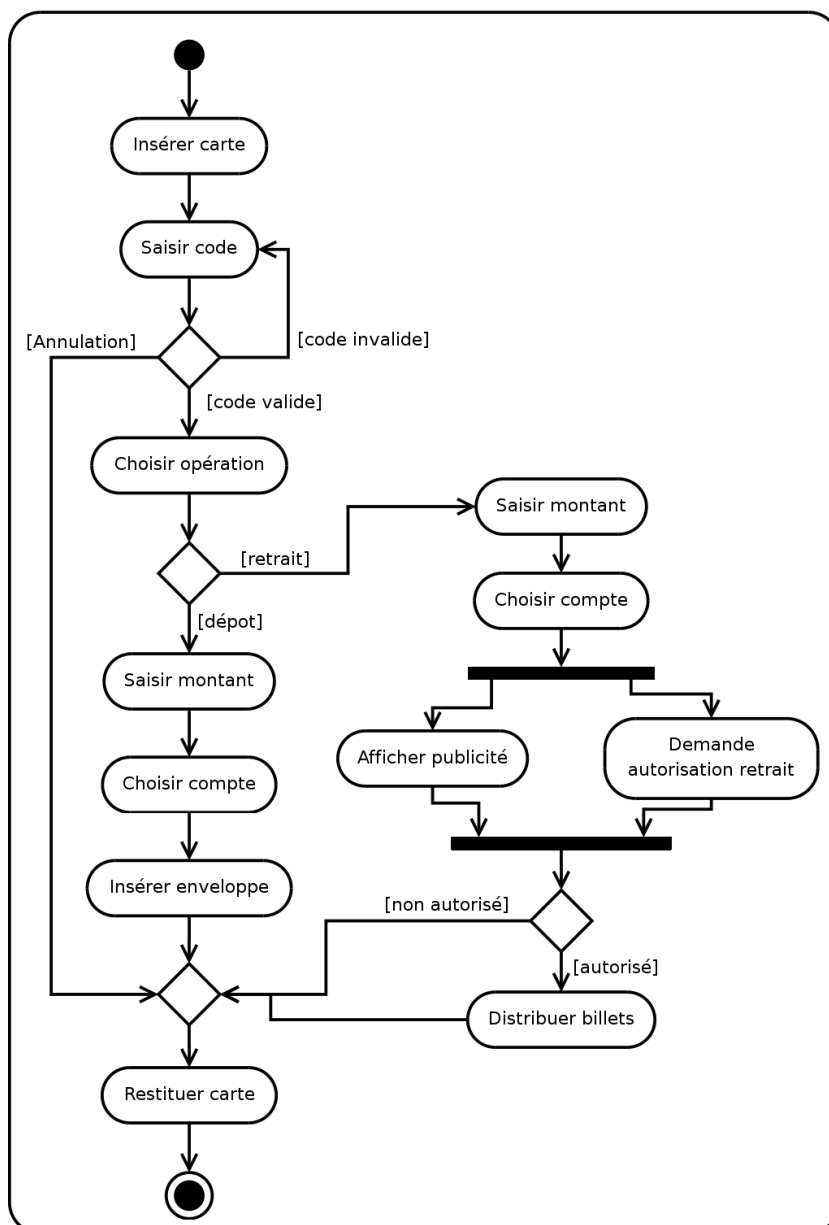 Insérer carte
Saisir code
[Annulation]
[code invalide]
[code valide]
Choisir opération
[retrait]
[dépot]
Saisir montant
Choisir compte
Insérer enveloppe
Saisir montant
Choisir compte
Afficher publicité
Demande
autorisation retrait
[non autorisé]
[autorisé]
Distribuer billets
Restituer carte